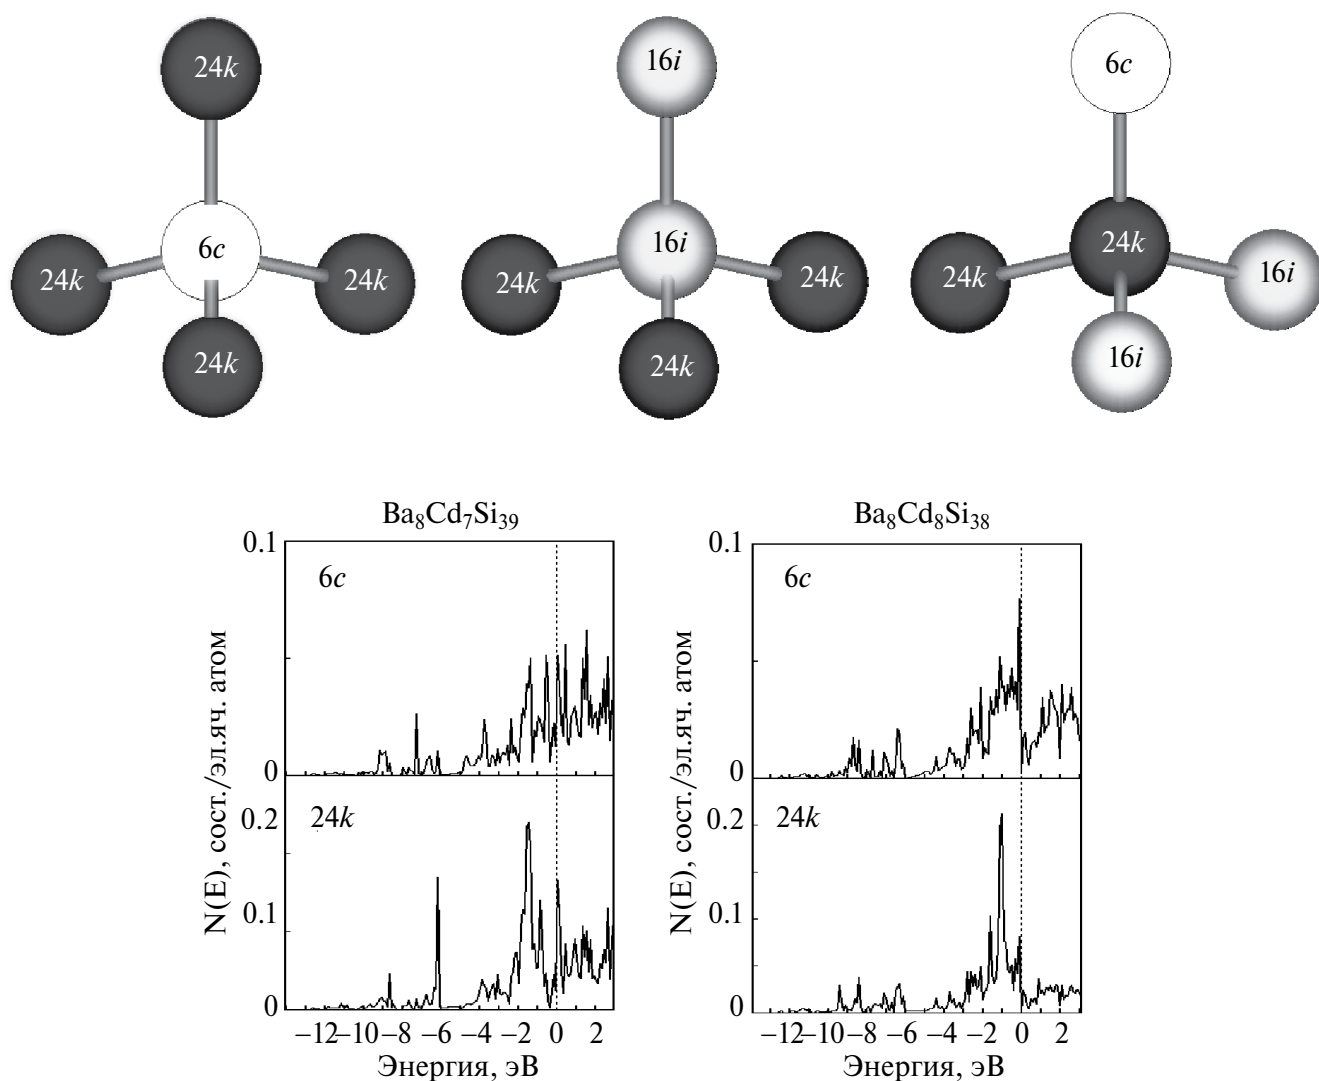 24k 16i 6c
6c 16i 24k
24k 24k 24k 24k 24k 16i
24k 24k 16i
Ba₈Cd₇Si₃₉ Ba₈Cd₈Si₃₈
N(E), сост./эл.яч. атом
0.1
6c
0
24k
0.2
0.1
0
−12 −10 −8 −6 −4 −2 0 2
Энергия, эВ
N(E), сост./эл.яч. атом
0.1
6c
0
24k
0.2
0.1
0
−12 −10 −8 −6 −4 −2 0 2
Энергия, эВ